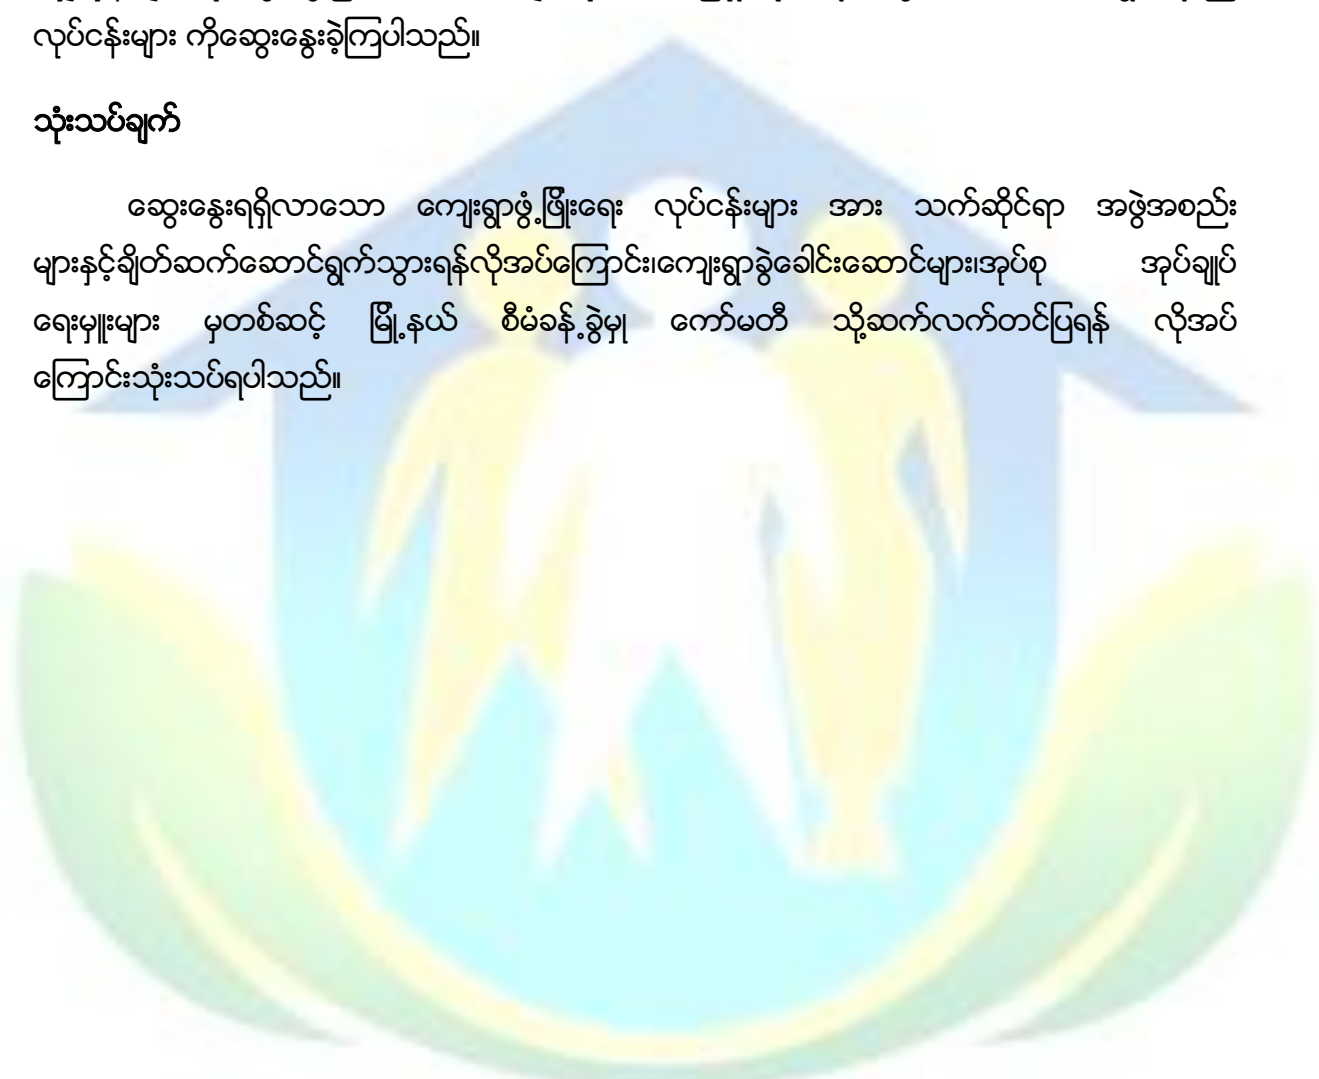 လုပ်ငန်းများ ကိုဆွေးနွေးခဲ့ကြပါသည်။
သုံးသပ်ချက်
ဆွေးနွေးရရှိလာသော ကျေးရွာဖွံ့ဖြိုးရေး လုပ်ငန်းများ အား သက်ဆိုင်ရာ အဖွဲအစည်း
များနှင့်ချိတ်ဆက်ဆောင်ရွက်သွားရန်လိုအပ်ကြောင်း၊ကျေးရွာခွဲခေါင်းဆောင်များ၊အုပ်စု အုပ်ချုပ်
ရေးမှူးများ မှတစ်ဆင့် မြို့နယ် စီမံခန့်ခွဲမှု ကော်မတီ သို့ဆက်လက်တင်ပြရန် လိုအပ်
ကြောင်းသုံးသပ်ရပါသည်။